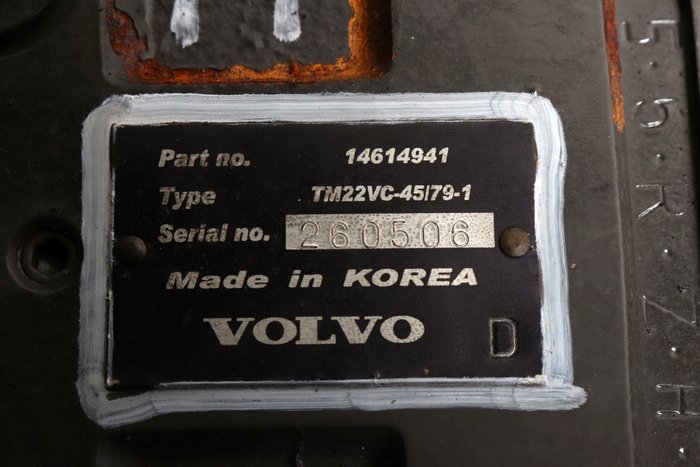 Part no. 14614941
Type TM22VC-45/79-1
Serial no. 260506
Made in KOREA
VOLVO D